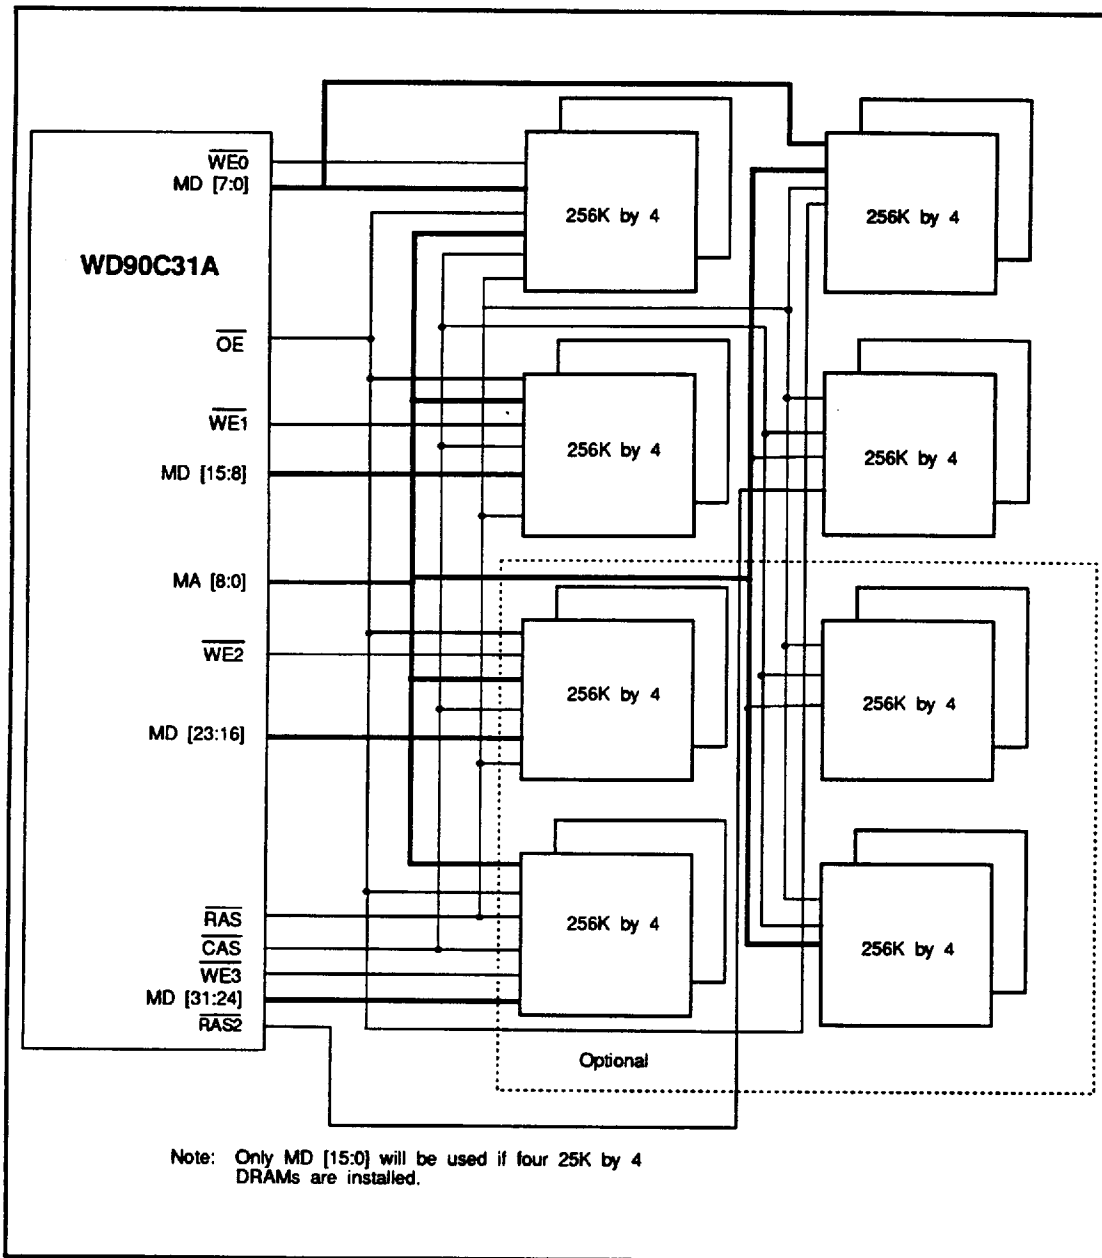 WE0
MD [7:0]
256K by 4
256K by 4
WD90C31A
OE
WE1
256K by 4
256K by 4
MD [15:8]
MA [8:0]
WE2
256K by 4
256K by 4
MD [23:16]
RAS
256K by 4
CAS
256K by 4
WE3
MD [31:24]
RAS2
Optional
Note: Only MD [15:0] will be used if four 25K by 4
DRAMs are installed.